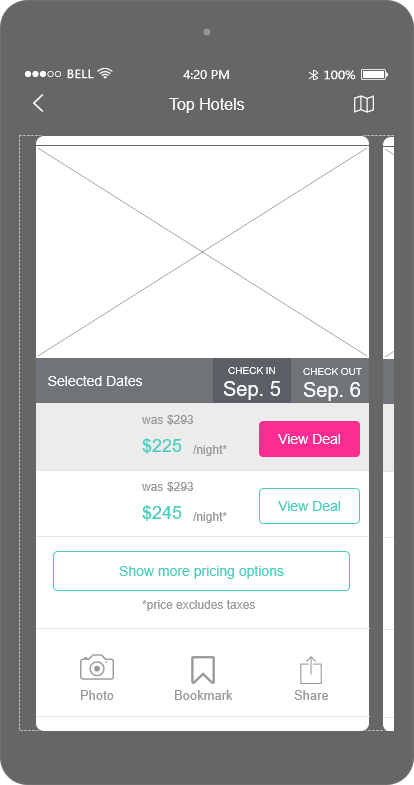 BELL 4:20 PM 100%
Top Hotels
Selected Dates
CHECK IN
Sep. 5
CHECK OUT
Sep. 6
was $293
$225 /night*
View Deal
was $293
$245 /night*
View Deal
Show more pricing options
*price excludes taxes
Photo Bookmark Share